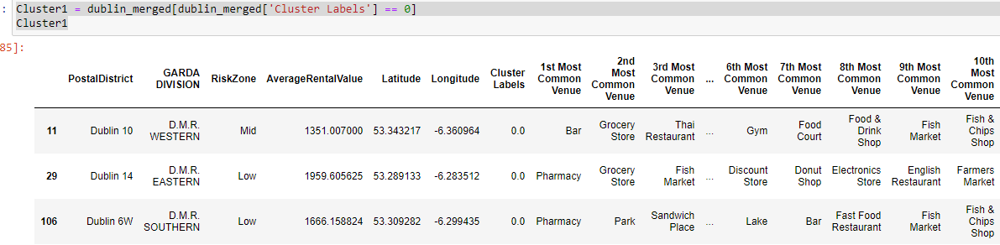 : Cluster1 = dublin_merged[dublin_merged['Cluster Labels'] == 0]
Cluster1
85]:
PostalDistrict GARDA DIVISION RiskZone AverageRentalValue Latitude Longitude Cluster Labels 1st Most Common Venue 2nd Most Common Venue 3rd Most Common Venue ... 6th Most Common Venue 7th Most Common Venue 8th Most Common Venue 9th Most Common Venue 10th Most Common Venue
11 Dublin 10 D.M.R. WESTERN Mid 1351.007000 53.343217 -6.360964 0.0 Bar Grocery Store Thai Restaurant ... Gym Food Court Food & Drink Shop Fish Market Fish & Chips Shop
29 Dublin 14 D.M.R. EASTERN Low 1959.605625 53.289133 -6.283512 0.0 Pharmacy Grocery Store Fish Market ... Discount Store Donut Shop Electronics Store English Restaurant Farmers Market
106 Dublin 6W D.M.R. SOUTHERN Low 1666.158824 53.309282 -6.299435 0.0 Pharmacy Park Sandwich Place ... Lake Bar Fast Food Restaurant Fish Market Fish & Chips Shop